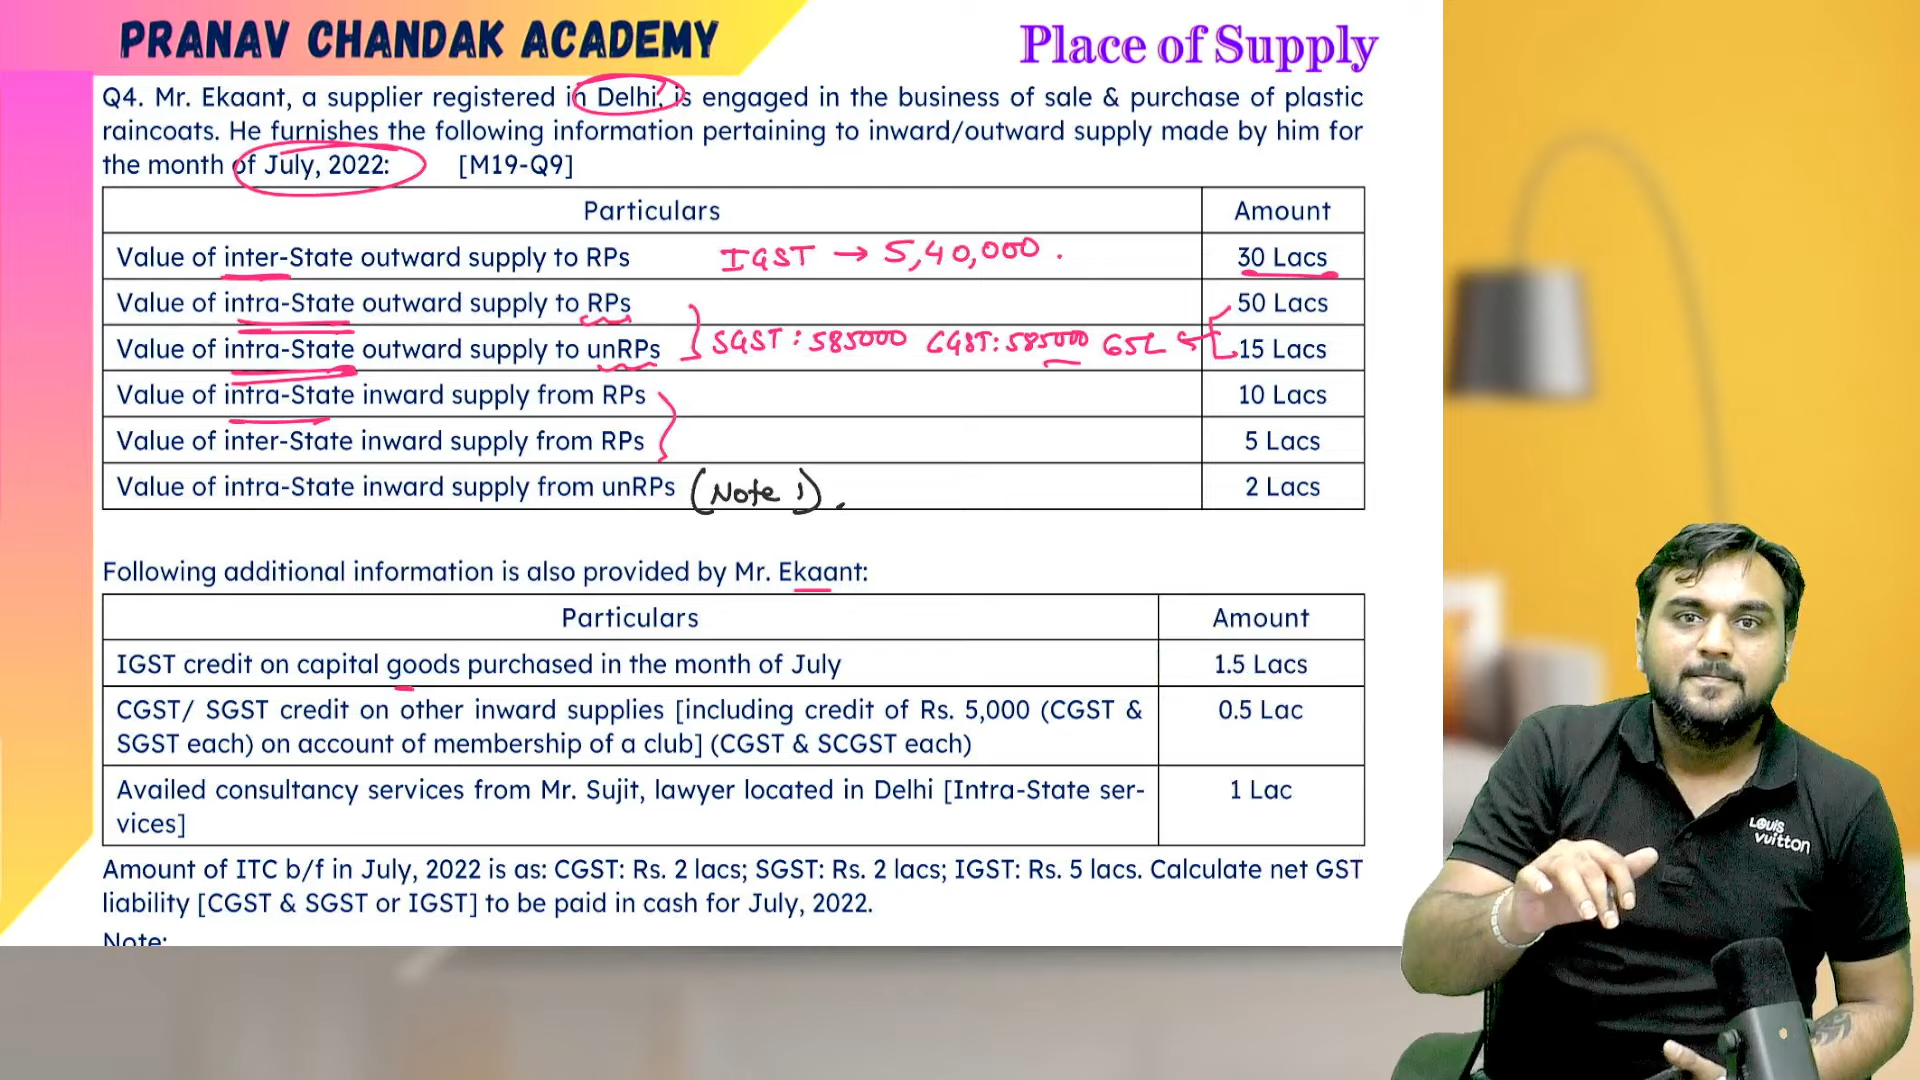 PRANAV CHANDAK ACADEMY
Place of Supply
Q4. Mr. Ekaant, a supplier registered in Delhi, is engaged in the business of sale & purchase of plastic
raincoats. He furnishes the following information pertaining to inward/outward supply made by him for
the month of July, 2022: [M19-Q9]
Particulars Amount
Value of inter-State outward supply to RPs IGST → 5,40,000. 30 Lacs
Value of intra-State outward supply to RPs 50 Lacs
SGST: 585000 CGST: 585000 65L
Value of intra-State outward supply to unRPs 15 Lacs
Value of intra-State inward supply from RPs 10 Lacs
Value of inter-State inward supply from RPs 5 Lacs
Value of intra-State inward supply from unRPs (Note 1). 2 Lacs
Following additional information is also provided by Mr. Ekaant:
Particulars Amount
IGST credit on capital goods purchased in the month of July 1.5 Lacs
CGST/ SGST credit on other inward supplies [including credit of Rs. 5,000 (CGST & 0.5 Lac
SGST each) on account of membership of a club] (CGST & SCGST each)
Availed consultancy services from Mr. Sujit, lawyer located in Delhi [Intra-State ser- 1 Lac
vices]
Amount of ITC b/f in July, 2022 is as: CGST: Rs. 2 lacs; SGST: Rs. 2 lacs; IGST: Rs. 5 lacs. Calculate net GST
liability [CGST & SGST or IGST] to be paid in cash for July, 2022.
Note:
LOUIS
VUITTON